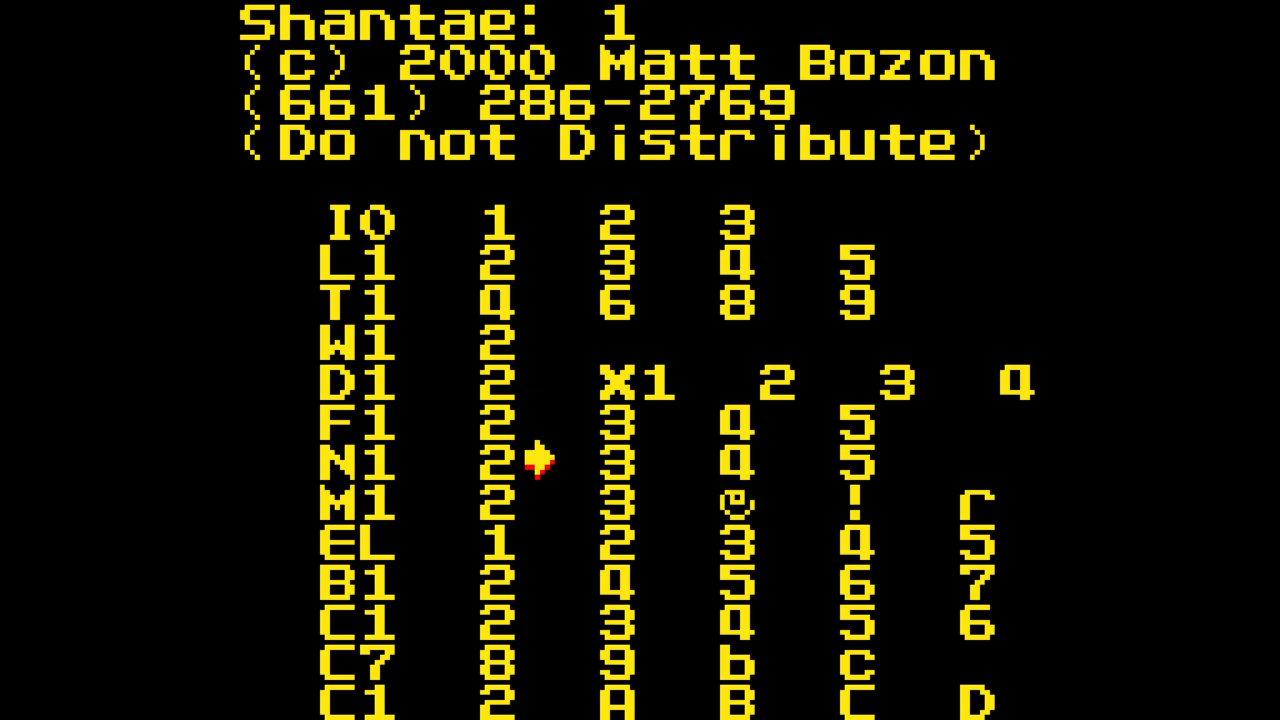 Shantae: 1
(c) 2000 Matt Bozon
(661) 286-2769
(Do not Distribute)
IO 1 2 3
L1 2 3 4 5
T1 4 6 8 9
W1 2
D1 2 X1 2 3 4
F1 2 3 4 5
N1 2 3 4 5
M1 2 3 @ ! r
EL 1 2 3 4 5
B1 2 4 5 6 7
C1 2 3 4 5 6
C7 8 9 b c
C1 2 A B C D